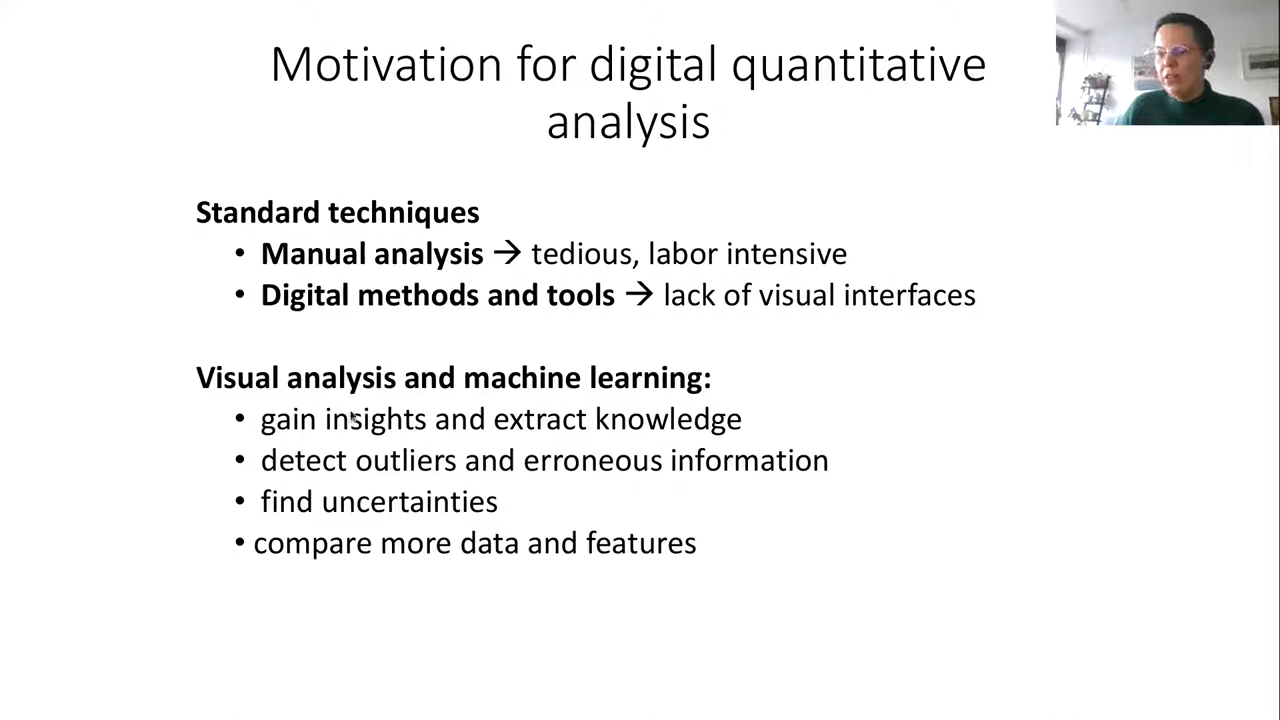 Motivation for digital quantitative
analysis
Standard techniques
• Manual analysis → tedious, labor intensive
• Digital methods and tools → lack of visual interfaces
Visual analysis and machine learning:
• gain insights and extract knowledge
• detect outliers and erroneous information
• find uncertainties
• compare more data and features